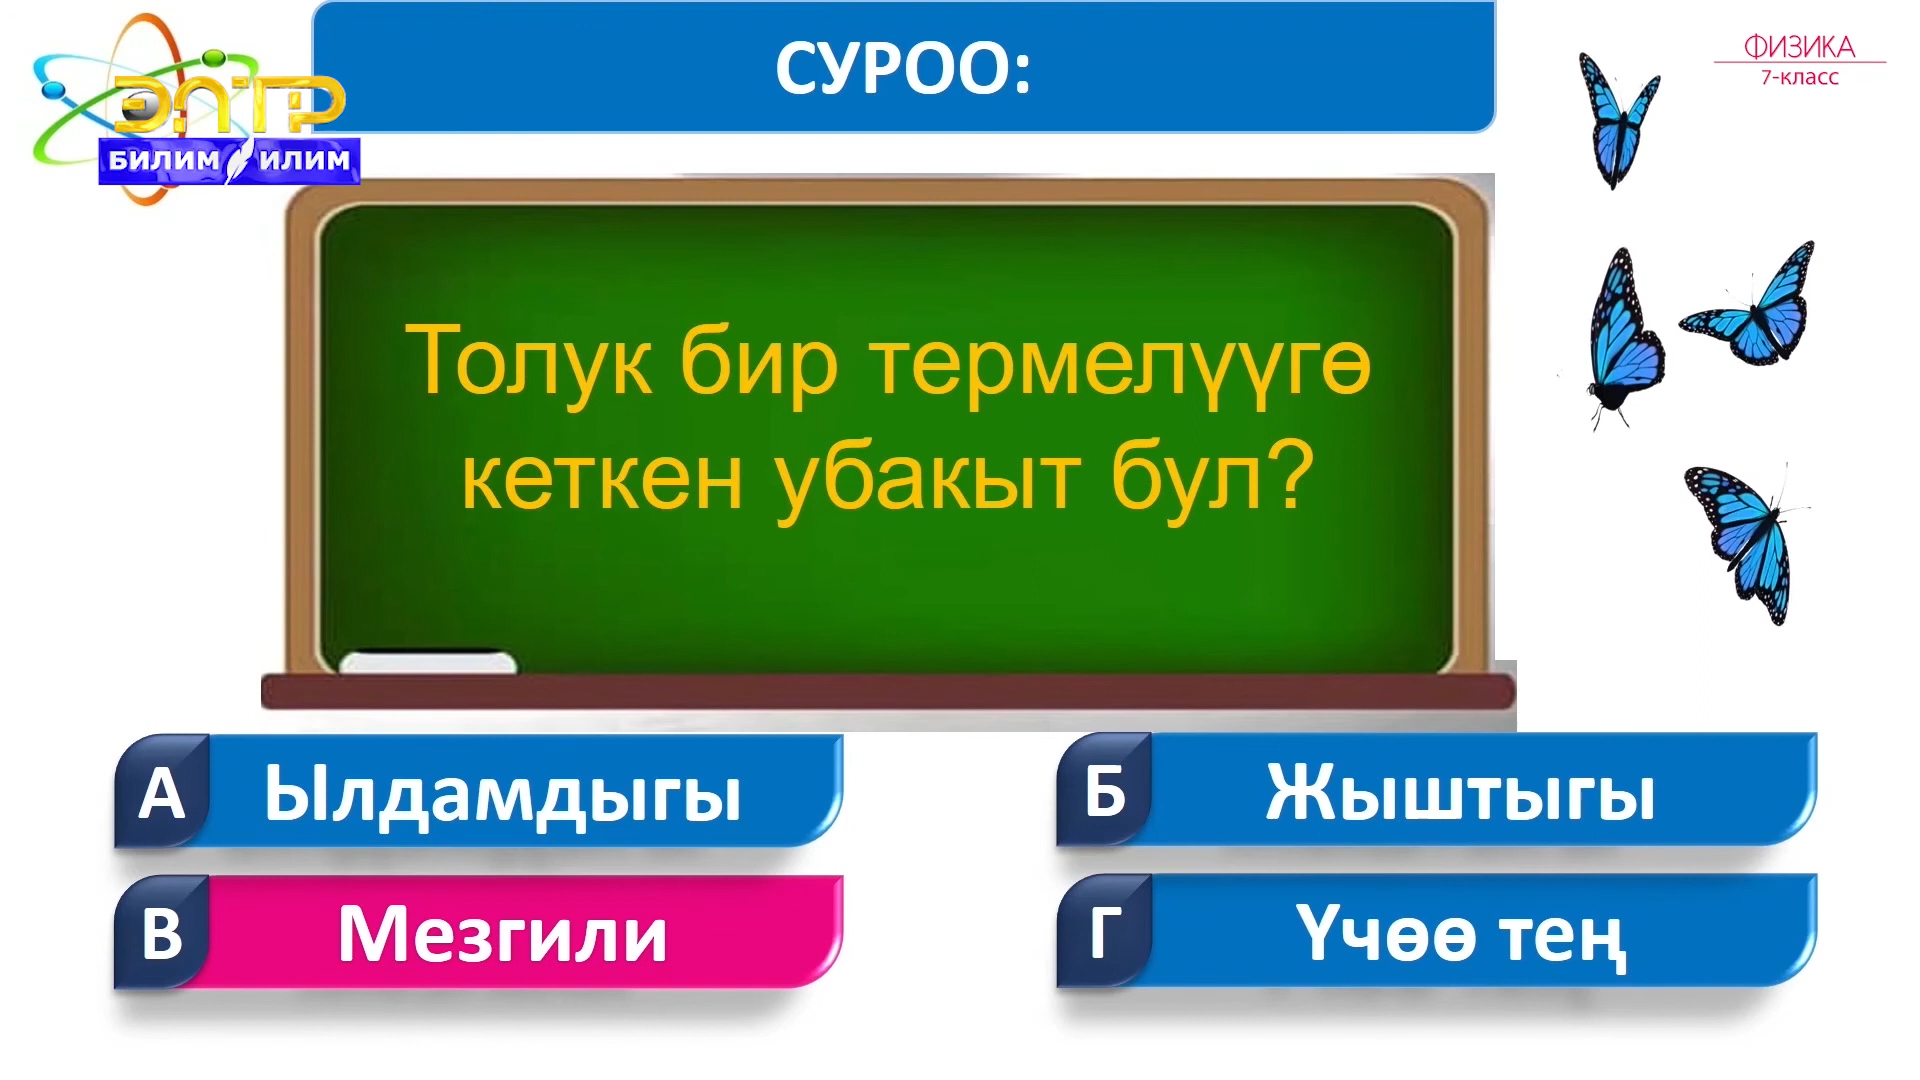 СУРОО:
ФИЗИКА
7-класс
ЭЛТР
БИЛИМ ИЛИМ
Толук бир термелүүгө
кеткен убакыт бул?
А Ылдамдыгы
Б Жыштыгы
В Мезгили
Г Үчөө тең